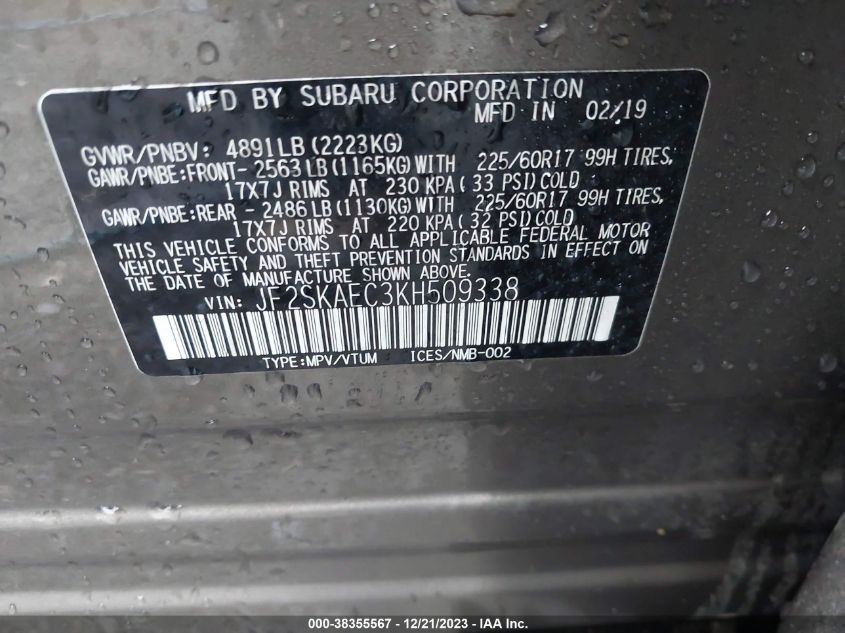 MFD BY SUBARU CORPORATION
MFD IN 02/19
GVWR/PNBV: 4891LB (2223KG)
GAWR/PNBE:FRONT- 2563LB (1165KG) WITH 225/60R17 99H TIRES,
17X7J RIMS AT 230 KPA( 33 PSI) COLD
GAWR/PNBE:REAR - 2486LB (1130KG) WITH 225/60R17 99H TIRES,
17X7J RIMS AT 220 KPA( 32 PSI) COLD
THIS VEHICLE CONFORMS TO ALL APPLICABLE FEDERAL MOTOR
VEHICLE SAFETY AND THEFT PREVENTION STANDARDS IN EFFECT ON
THE DATE OF MANUFACTURE SHOWN ABOVE.
VIN: JF2SKAEC3KH509338
TYPE:MPV/VTUM ICES/NMB-002
000-38355567 - 12/21/2023 - IAA Inc.